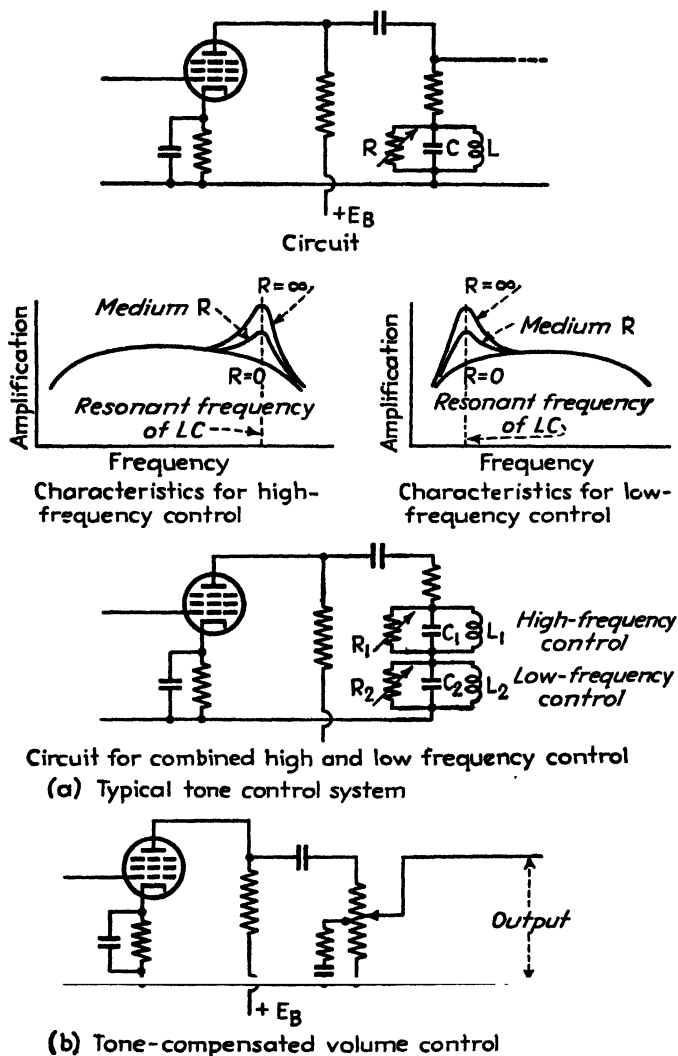 R C L
+E_B
Circuit
Amplification
Medium R
R=∞
R=0
Resonant frequency
of LC
Frequency
Characteristics for high-
frequency control
Amplification
R=∞
Medium R
R=0
Resonant frequency
of LC
Frequency
Characteristics for low-
frequency control
R₁ C₁ L₁ High-frequency
control
R₂ C₂ L₂ Low-frequency
control
Circuit for combined high and low frequency control
(a) Typical tone control system
Output
+E_B
(b) Tone-compensated volume control